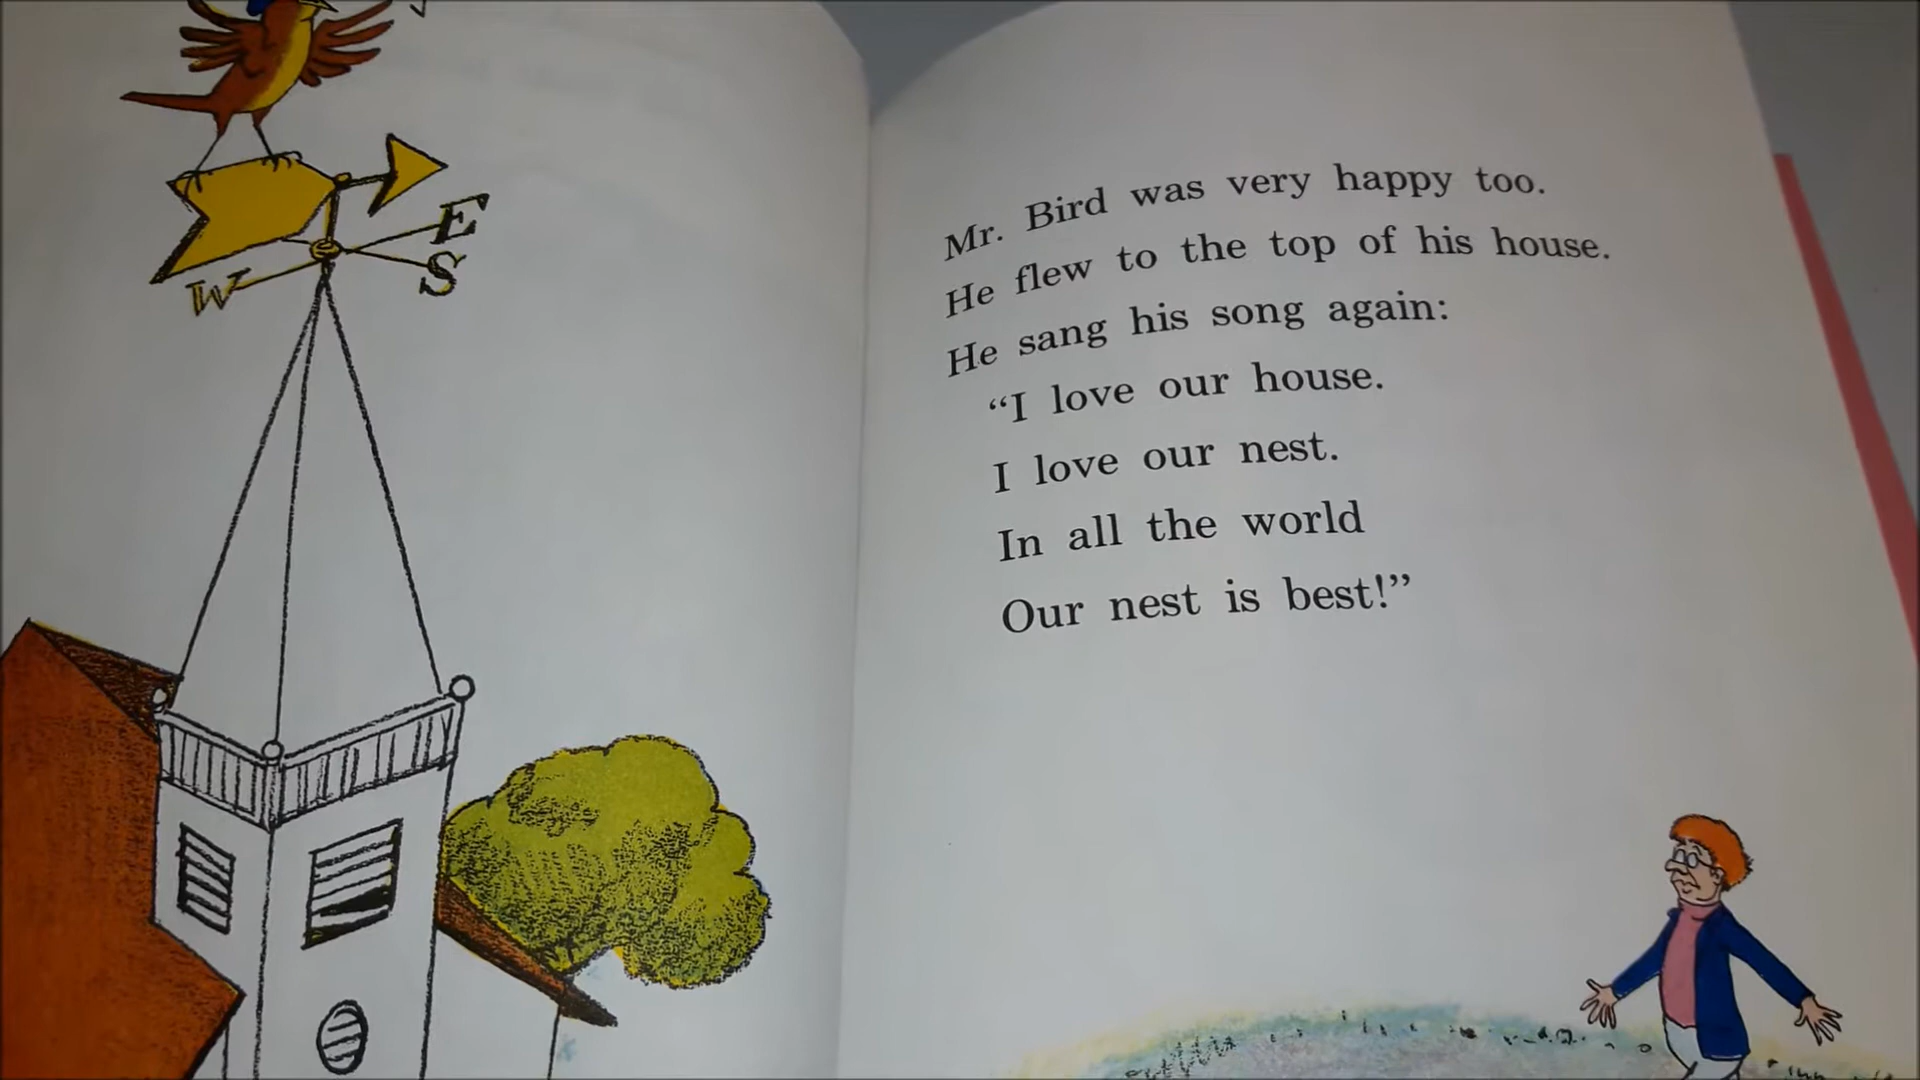 E
W
S
Mr. Bird was very happy too.
He flew to the top of his house.
He sang his song again:
“I love our house.
I love our nest.
In all the world
Our nest is best!”